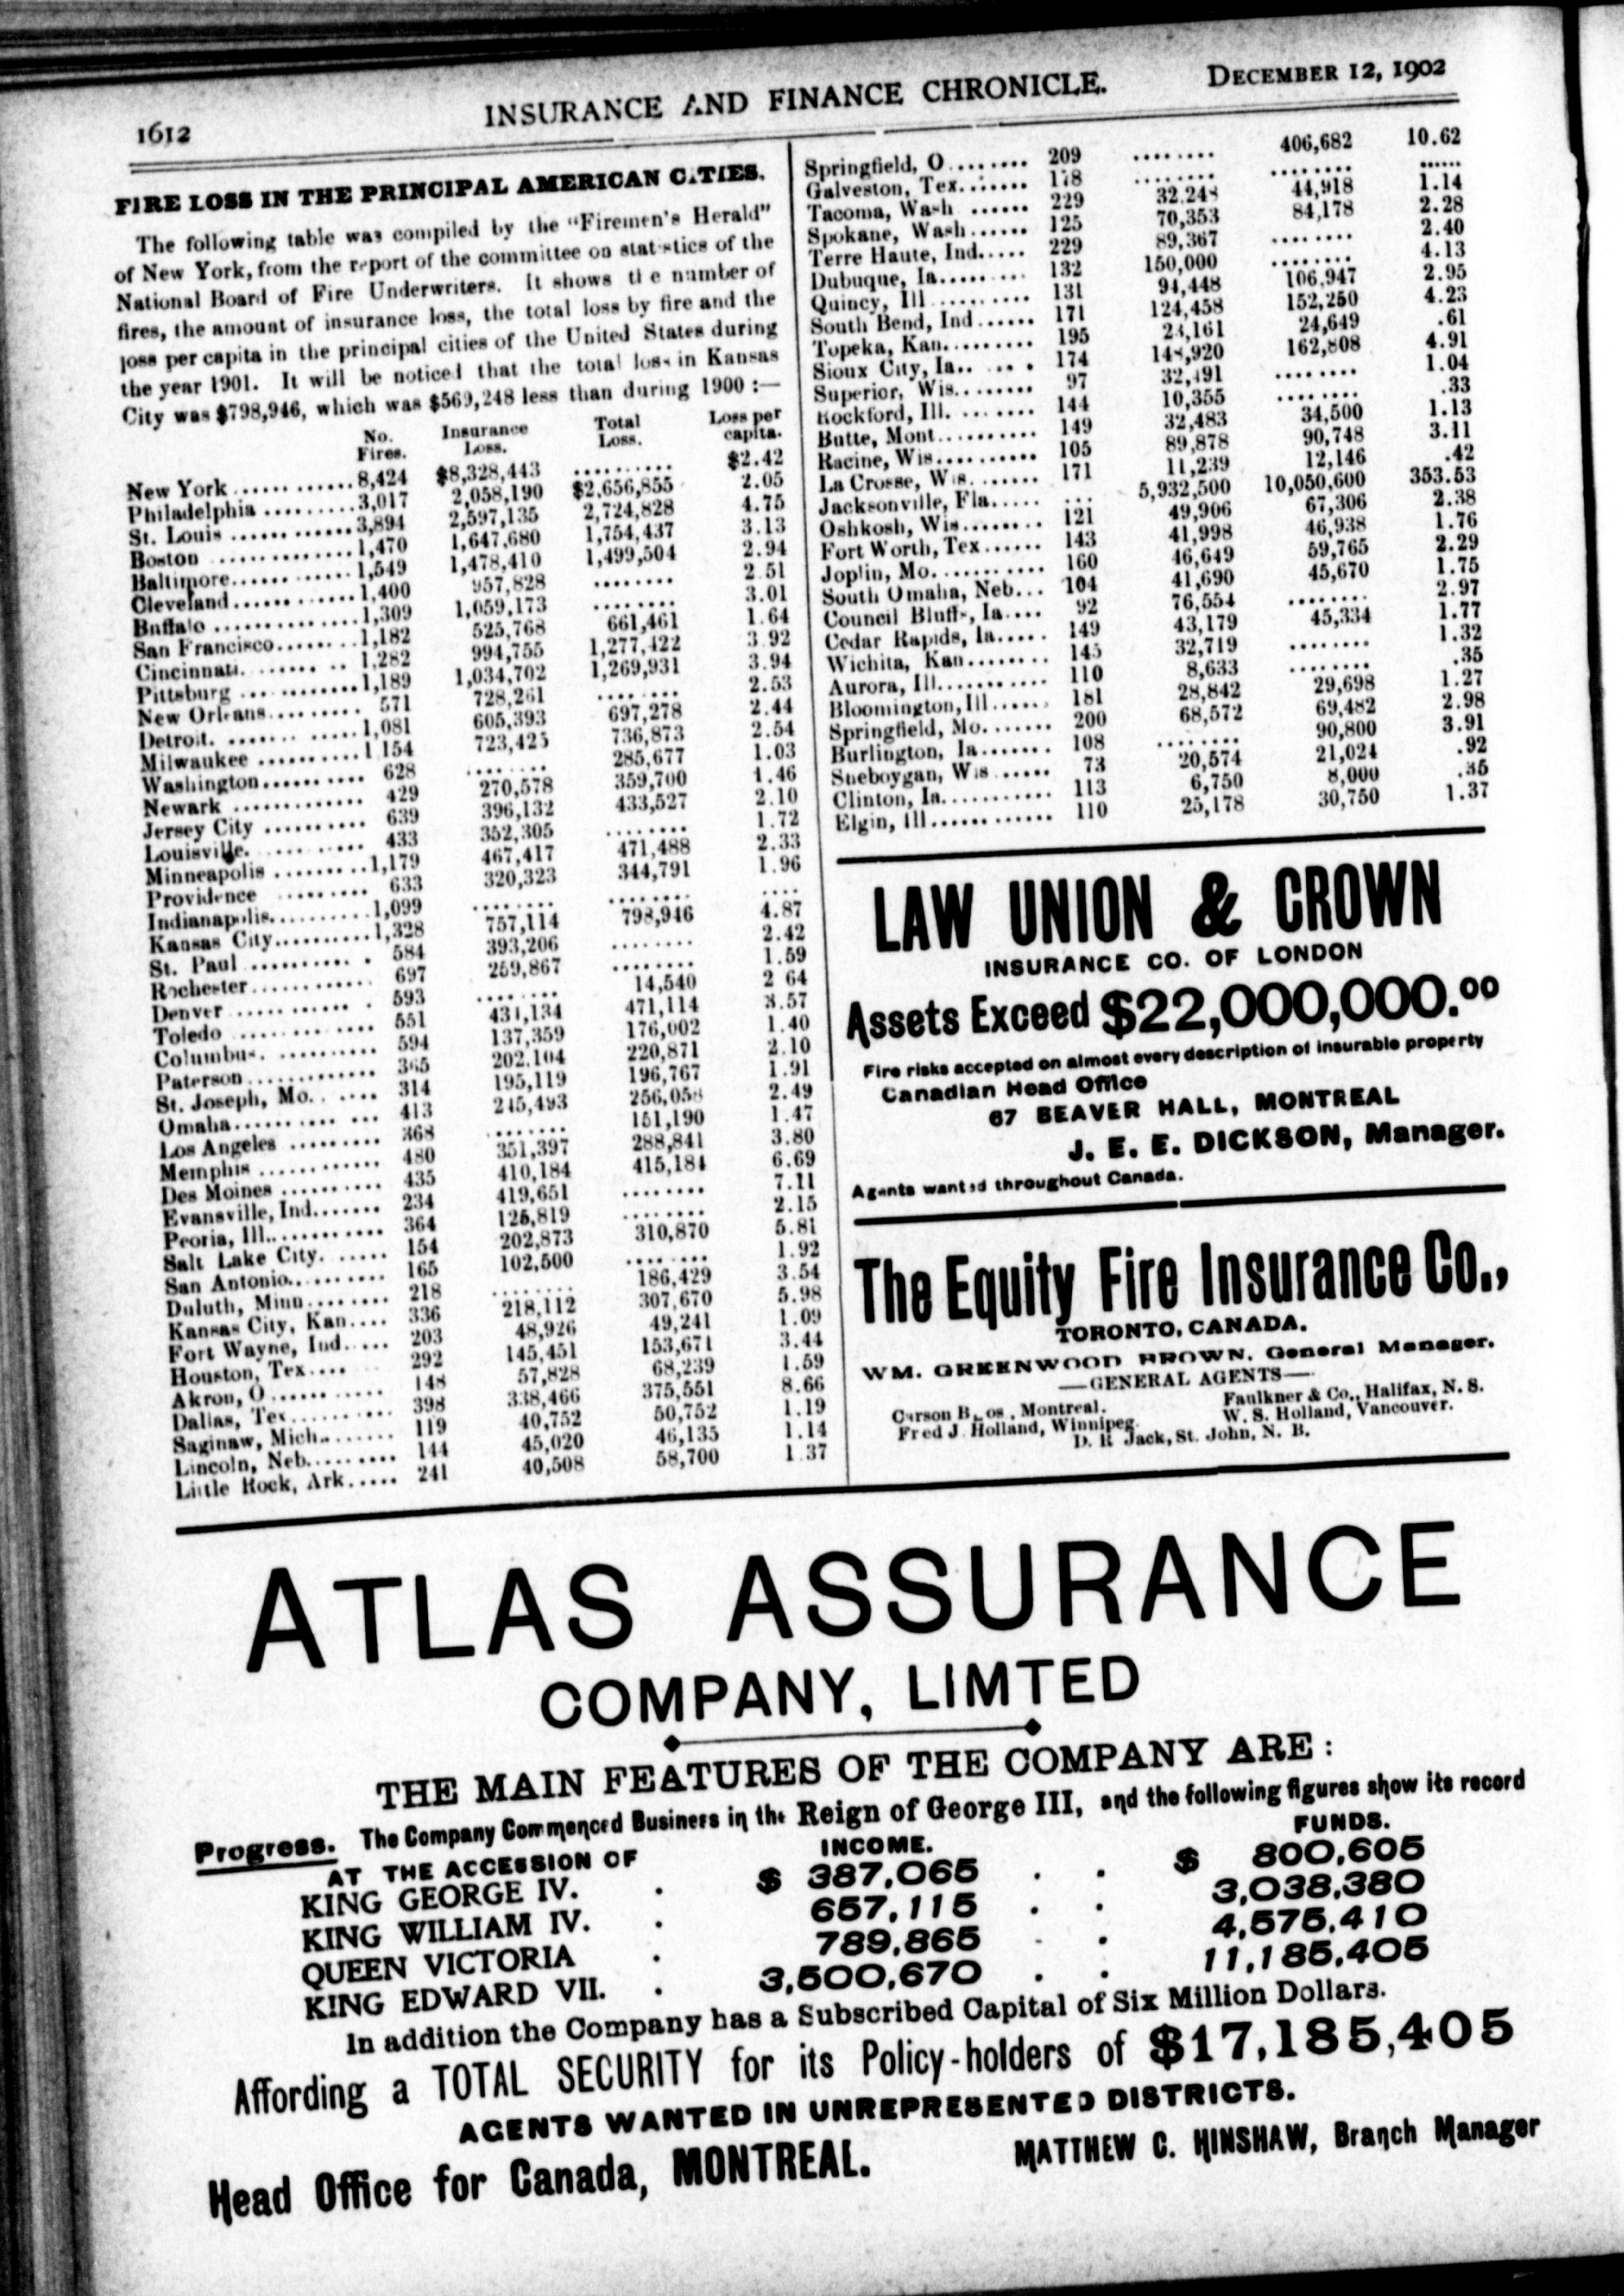 1612 INSURANCE AND FINANCE CHRONICLE. DECEMBER 12, 1902
FIRE LOSS IN THE PRINCIPAL AMERICAN CITIES.
The following table was compiled by the "Firemen's Herald"
of New York, from the report of the committee on statistics of the
National Board of Fire Underwriters. It shows the number of
fires, the amount of insurance loss, the total loss by fire and the
loss per capita in the principal cities of the United States during
the year 1901. It will be noticed that the total loss in Kansas
City was $798,946, which was $569,248 less than during 1900 :—
No. Fires. Insurance Loss. Total Loss. Loss per capita.
New York ............ 8,424 $8,328,443 .......... $2.42
Philadelphia ......... 3,017 2,058,190 $2,656,855 2.05
St. Louis ............ 3,894 2,597,135 2,724,828 4.75
Boston .............. 1,470 1,647,680 1,754,437 3.13
Baltimore............ 1,549 1,478,410 1,499,504 2.94
Cleveland............ 1,400 957,828 ........ 2 51
Buffalo .............. 1,309 1,059,173 ........ 3.01
San Francisco........ 1,182 525,768 661,461 1.64
Cincinnati......... 1,282 994,755 1,277,422 3.92
Pittsburg ............ 1,189 1,034,702 1,269,931 3.94
New Orleans......... 571 728,261 ........ 2.53
Detroit. ............ 1,081 605,393 697,278 2.44
Milwaukee .......... 1 154 723,425 736,873 2.54
Washington.......... 628 ........ 285,677 1.03
Newark ............. 429 270,578 359,700 1.46
Jersey City .......... 639 396,132 433,527 2.10
Louisville. .......... 433 352,305 ........ 1.72
Minneapolis ......... 1,179 467,417 471,488 2.33
Providence ......... 633 320,323 344,791 1.96
Indianapolis.......... 1,099 ........ ........ ....
Kansas City.......... 1,328 757,114 798,946 4.87
St. Paul .......... . 584 393,206 ........ 2.42
Rochester............ 697 259,867 ........ 1.59
Denver ............ . 593 ........ 14,540 2 64
Toledo ............. 551 431,134 471,114 3.57
Columbus. .......... 594 137,359 176,002 1.40
Paterson............. 365 202,104 220,871 2.10
St. Joseph, Mo.. .... 314 195,119 196,767 1.91
Omaha.......... ... 413 245,493 256,058 2.49
Los Angeles ......... 368 ........ 151,190 1.47
Memphis ............ 480 351,397 288,841 3.80
Des Moines .......... 435 410,184 415,184 6.69
Evansville, Ind....... 234 419,651 ........ 7.11
Peoria, Ill............ 364 126,819 ........ 2.15
Salt Lake City. ...... 154 202,873 310,870 5.81
San Antonio.......... 165 102,500 ........ 1.92
Duluth, Minn........ 218 ........ 186,429 3.54
Kansas City, Kan.... 336 218,112 307,670 5.98
Fort Wayne, Ind..... 203 48,926 49,241 1.09
Houston, Tex.... 292 145,451 153,671 3.44
Akron, O........... 148 57,828 68,239 1.59
Dallas, Tex.......... 398 338,466 375,551 8.66
Saginaw, Mich........ 119 40,752 50,752 1.19
Lincoln, Neb......... 144 45,020 46,135 1.14
Little Rock, Ark..... 241 40,508 58,700 1 37
Springfield, O........ 209 ........ 406,682 10.62
Galveston, Tex....... 118 ........ ........ ......
Tacoma, Wash ...... 229 32,248 44,918 1.14
Spokane, Wash...... 125 70,353 84,178 2.28
Terre Haute, Ind..... 229 89,367 ........ 2.40
Dubuque, Ia......... 132 150,000 ........ 4.13
Quincy, Ill .......... 131 94,448 106,947 2.95
South Bend, Ind...... 171 124,458 152,250 4.23
Topeka, Kan......... 195 23,161 24,649 .61
Sioux City, Ia.. .. . . 174 148,920 162,808 4.91
Superior, Wis........ 97 32,491 ........ 1.04
Rockford, Ill. ....... 144 10,355 ........ .33
Butte, Mont.......... 149 32,483 34,500 1.13
Racine, Wis.......... 105 89,878 90,748 3.11
La Crosse, Wis. ...... 171 11,239 12,146 .42
Jacksonville, Fla..... ... 5,932,500 10,050,600 353.53
Oshkosh, Wis........ 121 49,906 67,306 2.38
Fort Worth, Tex...... 143 41,998 46,938 1.76
Joplin, Mo........... 160 46,649 59,765 2.29
South Omaha, Neb... 104 41,690 45,670 1.75
Council Bluffs, Ia.... 92 76,554 ........ 2.97
Cedar Rapids, Ia..... 149 43,179 45,334 1.77
Wichita, Kan........ 145 32,719 ........ 1.32
Aurora, Ill........... 110 8,633 ........ .35
Bloomington, Ill...... 181 28,842 29,698 1.27
Springfield, Mo....... 200 68,572 69,482 2.98
Burlington, Ia....... 108 ........ 90,800 3.91
Sheboygan, Wis ...... 73 20,574 21,024 .92
Clinton, Ia........... 113 6,750 8,000 .35
Elgin, Ill............ 110 25,178 30,750 1.37
LAW UNION & CROWN
INSURANCE CO. OF LONDON
Assets Exceed $22,000,000.00
Fire risks accepted on almost every description of insurable property
Canadian Head Office
67 BEAVER HALL, MONTREAL
J. E. E. DICKSON, Manager.
Agents wanted throughout Canada.
The Equity Fire Insurance Co.,
TORONTO, CANADA.
WM. GREENWOOD BROWN, General Manager.
—GENERAL AGENTS—
Carson Bros., Montreal. Faulkner & Co., Halifax, N. S.
Fred J. Holland, Winnipeg. W. S. Holland, Vancouver.
D. R. Jack, St. John, N. B.
ATLAS ASSURANCE
COMPANY, LIMTED
THE MAIN FEATURES OF THE COMPANY ARE :
Progress. The Company Commenced Business in the Reign of George III, and the following figures show its record
AT THE ACCESSION OF INCOME. FUNDS.
KING GEORGE IV. . $ 387,065 . . $ 800,605
KING WILLIAM IV. . 657,115 . . 3,038,380
QUEEN VICTORIA . 789,865 . . 4,575,410
KING EDWARD VII. . 3,500,670 . . 11,185,405
In addition the Company has a Subscribed Capital of Six Million Dollars.
Affording a TOTAL SECURITY for its Policy-holders of $17,185,405
AGENTS WANTED IN UNREPRESENTED DISTRICTS.
Head Office for Canada, MONTREAL. MATTHEW C. HINSHAW, Branch Manager